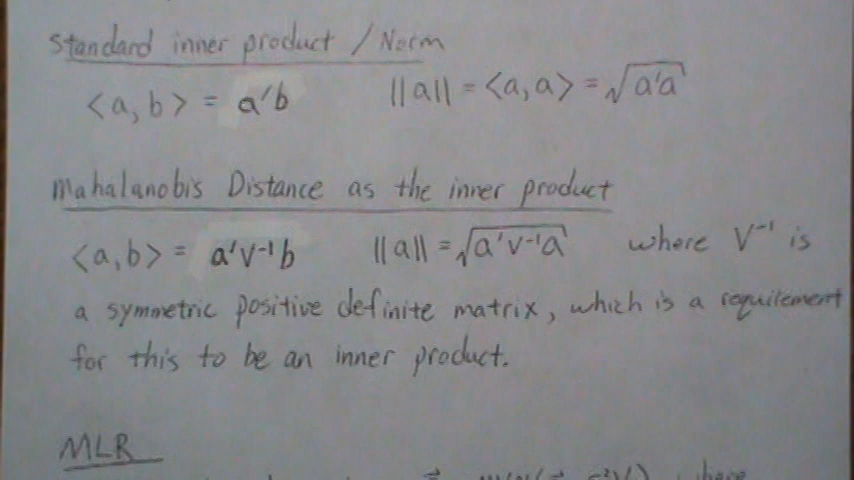 Standard inner product / Norm
<a, b> = a'b ||a|| = <a, a> = √a'a
Mahalanobis Distance as the inner product
<a, b> = a'V⁻¹b ||a|| = √a'V⁻¹a where V⁻¹ is
a symmetric positive definite matrix, which is a requirement
for this to be an inner product.
MLR
where